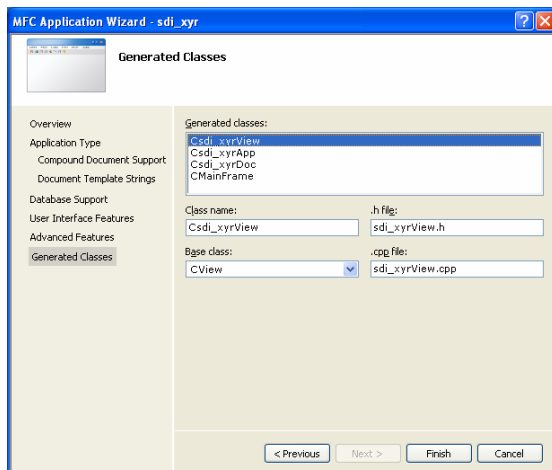 MFC Application Wizard - sdi_xyr
Generated Classes
Overview
Application Type
Compound Document Support
Document Template Strings
Database Support
User Interface Features
Advanced Features
Generated Classes
Generated classes:
Csdi_xyrView
Csdi_xyrApp
Csdi_xyrDoc
CMainFrame
Class name:
.h file:
Csdi_xyrView
sdi_xyrView.h
Base class:
.cpp file:
CView
sdi_xyrView.cpp
< Previous
Next >
Finish
Cancel